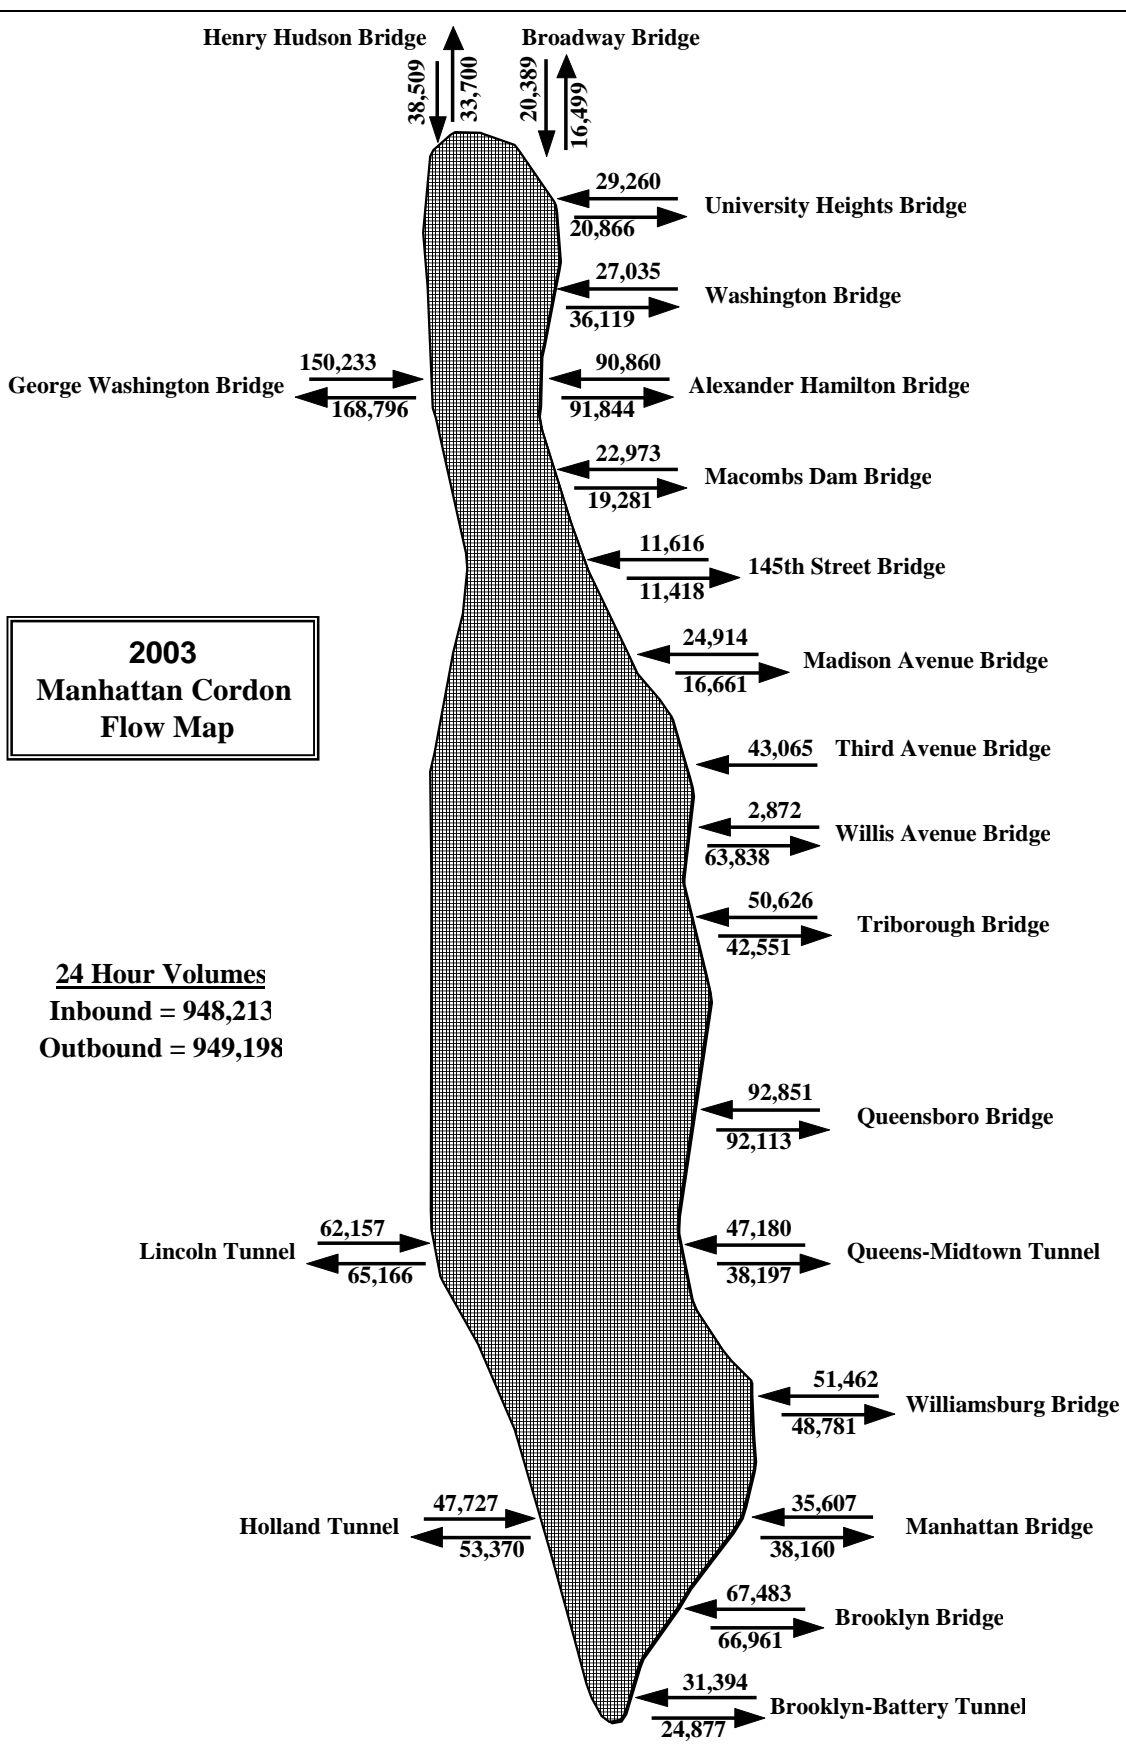 Henry Hudson Bridge
Broadway Bridge
38,509
33,700
20,389
16,499
29,260
University Heights Bridge
20,866
27,035
Washington Bridge
36,119
150,233
George Washington Bridge
168,796
90,860
Alexander Hamilton Bridge
91,844
22,973
Macombs Dam Bridge
19,281
11,616
145th Street Bridge
11,418
2003
Manhattan Cordon
Flow Map
24,914
Madison Avenue Bridge
16,661
43,065
Third Avenue Bridge
2,872
Willis Avenue Bridge
63,838
50,626
Triborough Bridge
42,551
24 Hour Volumes
Inbound = 948,213
Outbound = 949,198
92,851
Queensboro Bridge
92,113
62,157
Lincoln Tunnel
65,166
47,180
Queens-Midtown Tunnel
38,197
51,462
Williamsburg Bridge
48,781
47,727
Holland Tunnel
53,370
35,607
Manhattan Bridge
38,160
67,483
Brooklyn Bridge
66,961
31,394
Brooklyn-Battery Tunnel
24,877